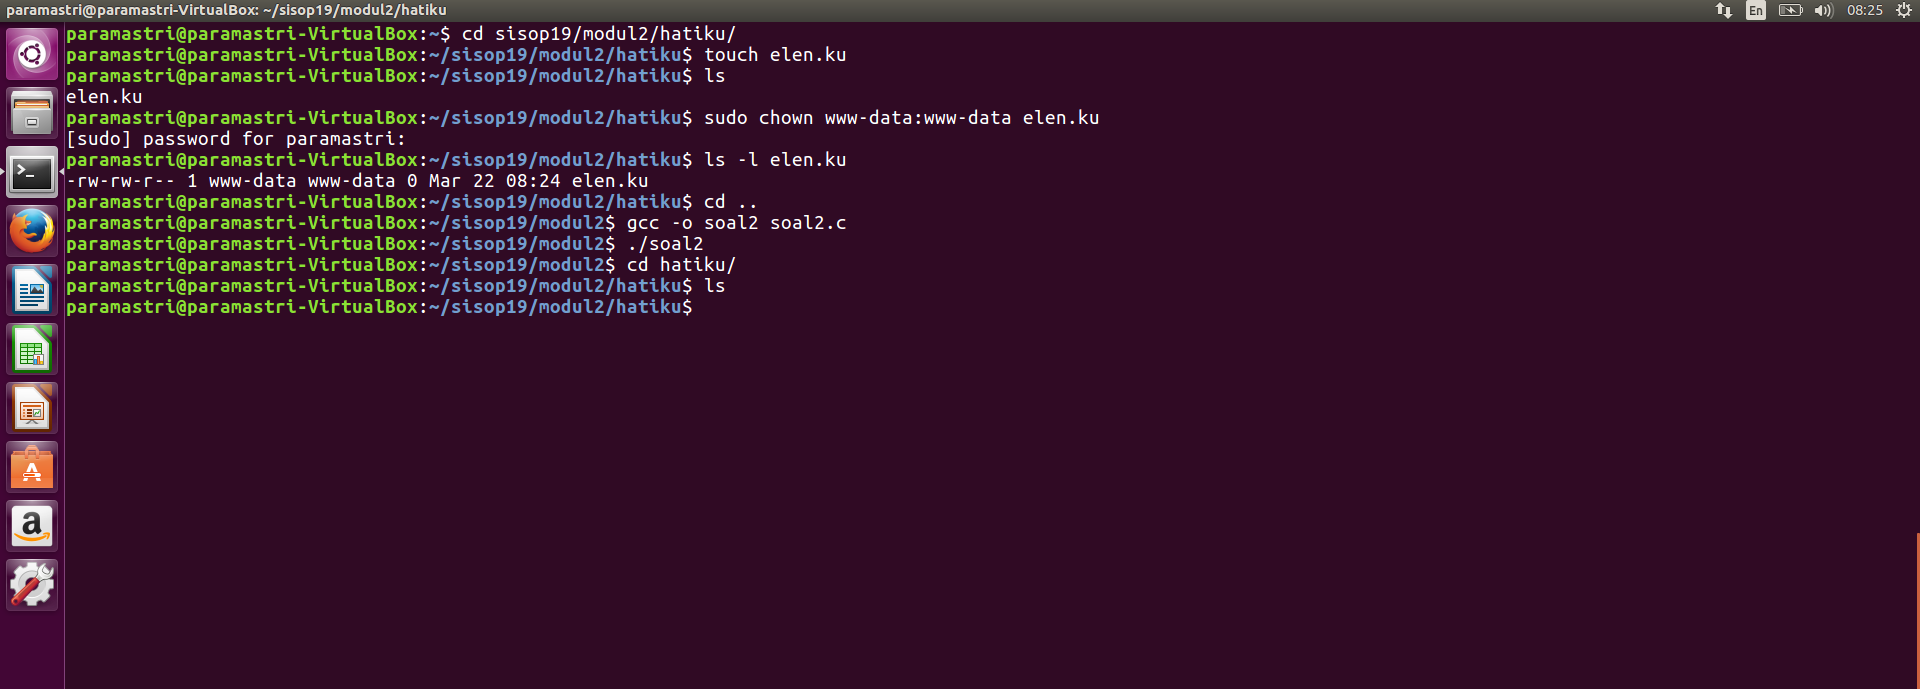 paramastri@paramastri-VirtualBox: ~/sisop19/modul2/hatiku
En
08:25
paramastri@paramastri-VirtualBox:~$ cd sisop19/modul2/hatiku/
paramastri@paramastri-VirtualBox:~/sisop19/modul2/hatiku$ touch elen.ku
paramastri@paramastri-VirtualBox:~/sisop19/modul2/hatiku$ ls
elen.ku
paramastri@paramastri-VirtualBox:~/sisop19/modul2/hatiku$ sudo chown www-data:www-data elen.ku
[sudo] password for paramastri:
paramastri@paramastri-VirtualBox:~/sisop19/modul2/hatiku$ ls -l elen.ku
-rw-rw-r-- 1 www-data www-data 0 Mar 22 08:24 elen.ku
paramastri@paramastri-VirtualBox:~/sisop19/modul2/hatiku$ cd ..
paramastri@paramastri-VirtualBox:~/sisop19/modul2$ gcc -o soal2 soal2.c
paramastri@paramastri-VirtualBox:~/sisop19/modul2$ ./soal2
paramastri@paramastri-VirtualBox:~/sisop19/modul2$ cd hatiku/
paramastri@paramastri-VirtualBox:~/sisop19/modul2/hatiku$ ls
paramastri@paramastri-VirtualBox:~/sisop19/modul2/hatiku$